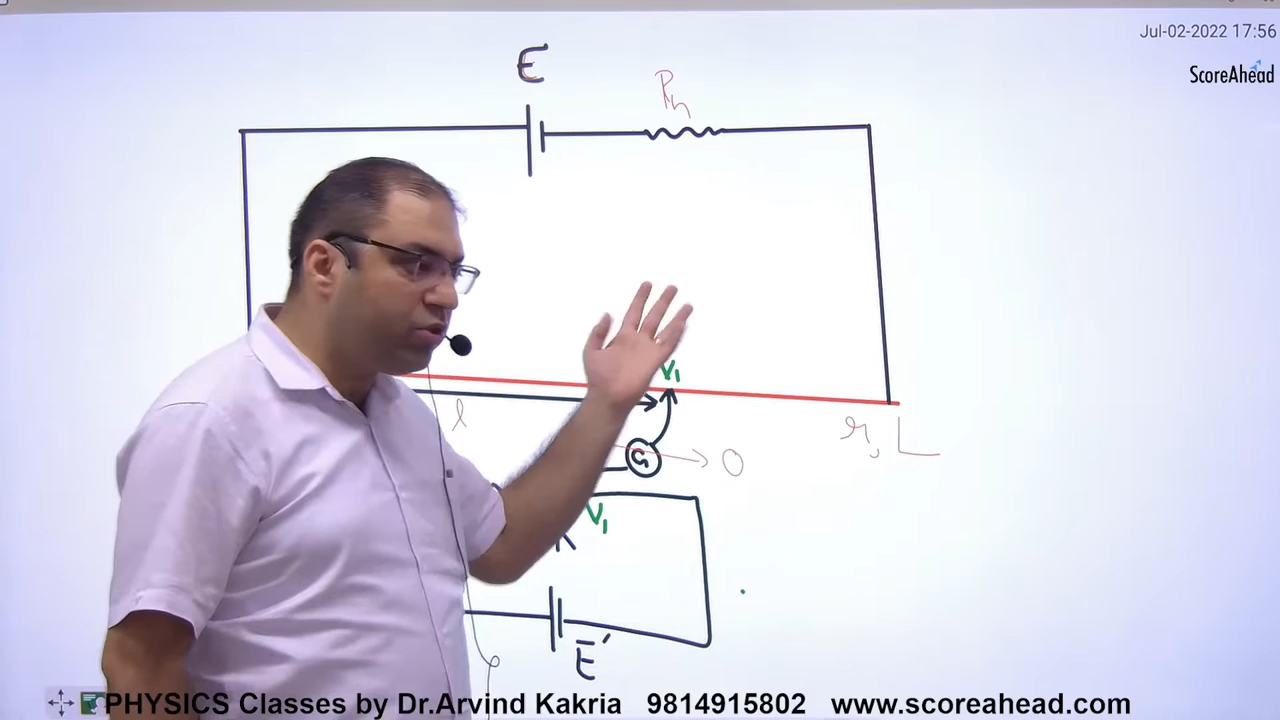 Jul-02-2022 17:56
ScoreAhead
E
Rh
V1
l
r, L
G
0
V1
E'
PHYSICS Classes by Dr.Arvind Kakria 9814915802 www.scoreahead.com